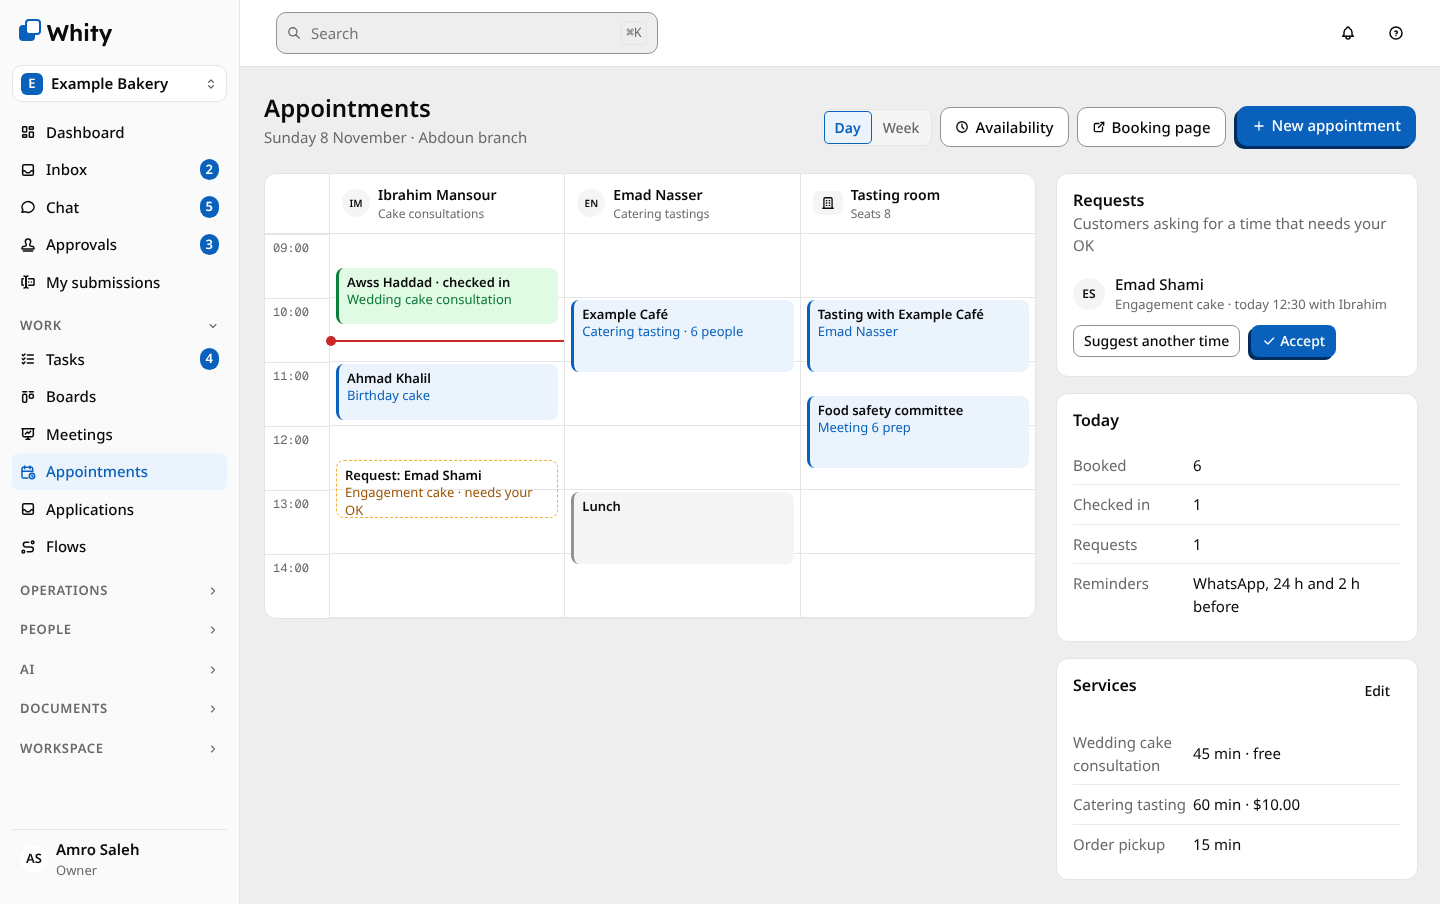 Whity
E Example Bakery
Dashboard
Inbox 2
Chat 5
Approvals 3
My submissions
WORK
Tasks 4
Boards
Meetings
Appointments
Applications
Flows
OPERATIONS
PEOPLE
AI
DOCUMENTS
WORKSPACE
AS Amro Saleh
Owner
Search ⌘K
Appointments
Sunday 8 November · Abdoun branch
Day Week Availability Booking page + New appointment
IM Ibrahim Mansour
Cake consultations
EN Emad Nasser
Catering tastings
Tasting room
Seats 8
09:00
10:00
11:00
12:00
13:00
14:00
Awss Haddad · checked in
Wedding cake consultation
Ahmad Khalil
Birthday cake
Request: Emad Shami
Engagement cake · needs your
OK
Example Café
Catering tasting · 6 people
Lunch
Tasting with Example Café
Emad Nasser
Food safety committee
Meeting 6 prep
Requests
Customers asking for a time that needs your
OK
ES Emad Shami
Engagement cake · today 12:30 with Ibrahim
Suggest another time Accept
Today
Booked 6
Checked in 1
Requests 1
Reminders WhatsApp, 24 h and 2 h
before
Services Edit
Wedding cake
consultation 45 min · free
Catering tasting 60 min · $10.00
Order pickup 15 min